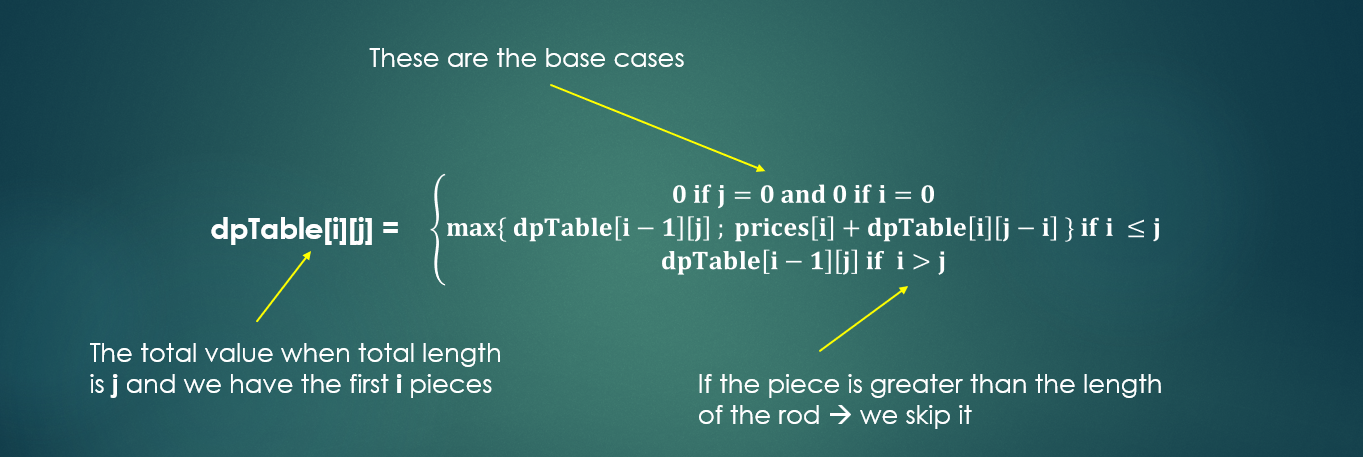 These are the base cases
0 if j = 0 and 0 if i = 0
dpTable[i][j] =
max{ dpTable[i − 1][j] ; prices[i] + dpTable[i][j − i] } if i ≤ j
dpTable[i − 1][j] if i > j
The total value when total length
is j and we have the first i pieces
If the piece is greater than the length
of the rod → we skip it